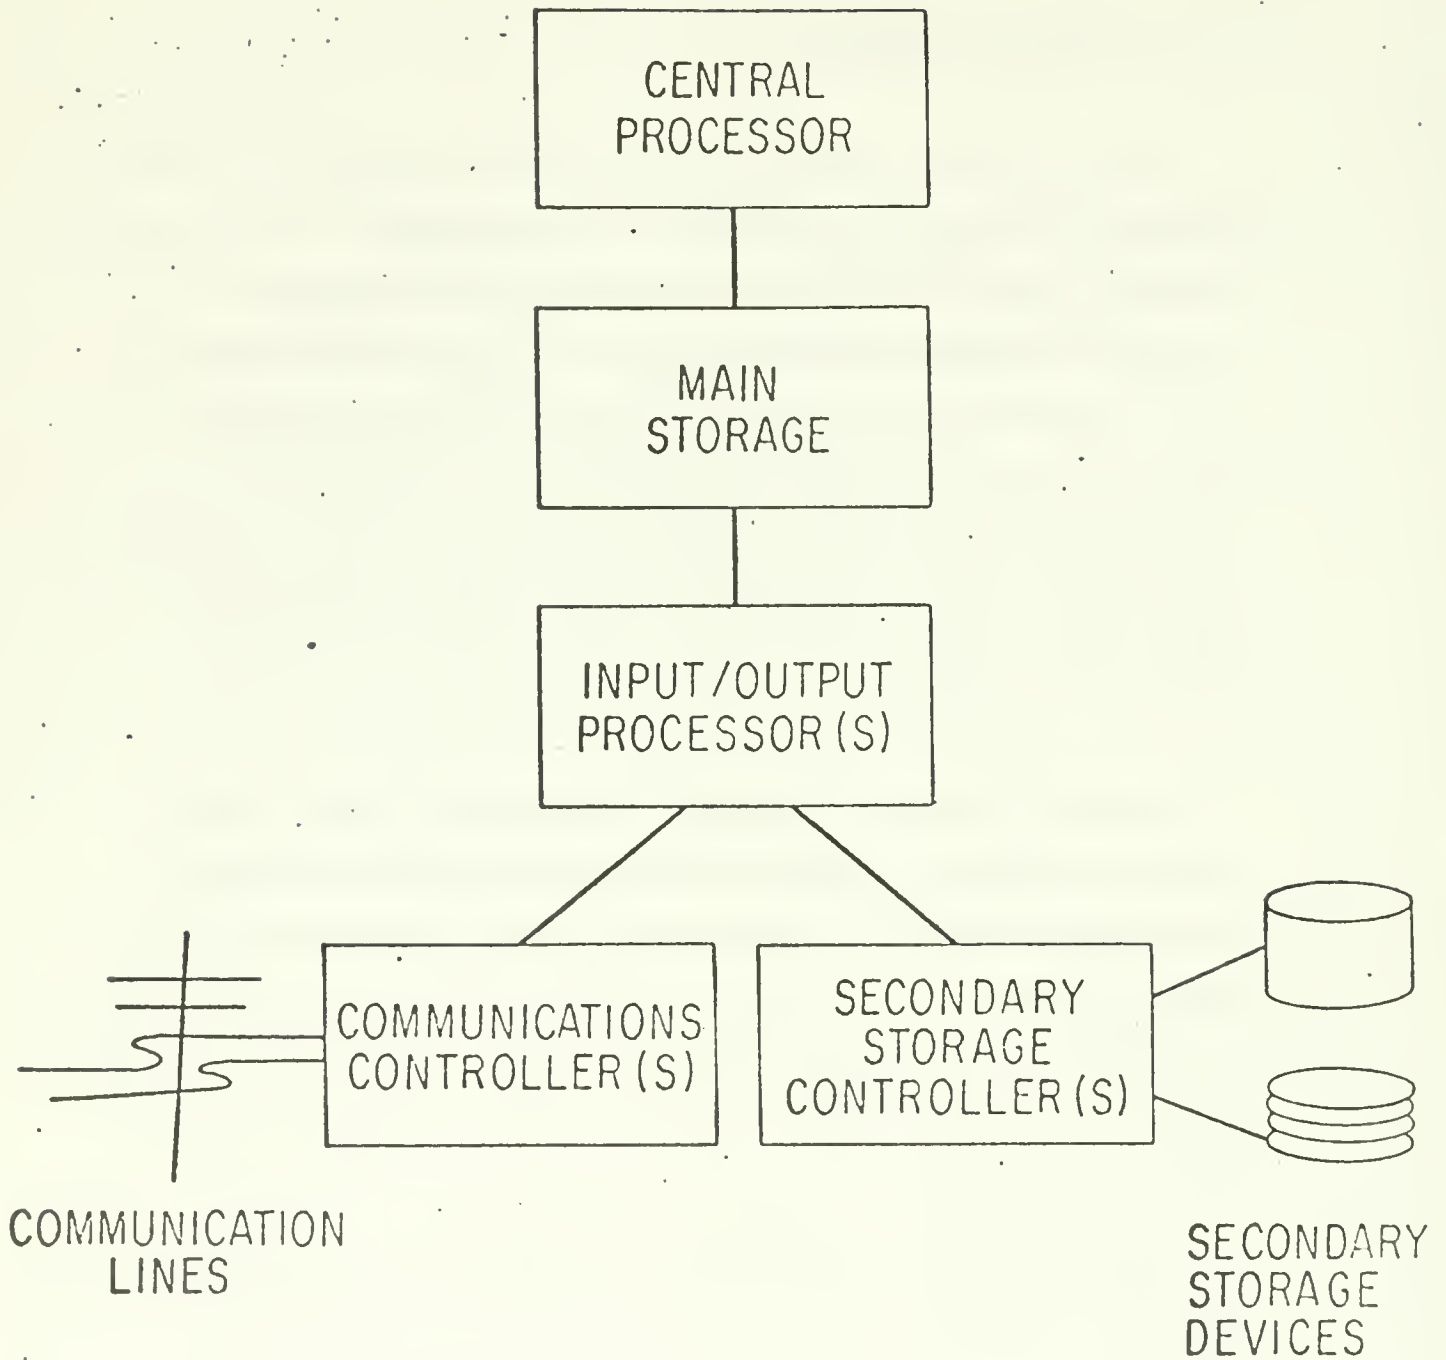 CENTRAL
PROCESSOR
MAIN
STORAGE
INPUT/OUTPUT
PROCESSOR(S)
COMMUNICATIONS
CONTROLLER(S)
SECONDARY
STORAGE
CONTROLLER(S)
COMMUNICATION
LINES
SECONDARY
STORAGE
DEVICES